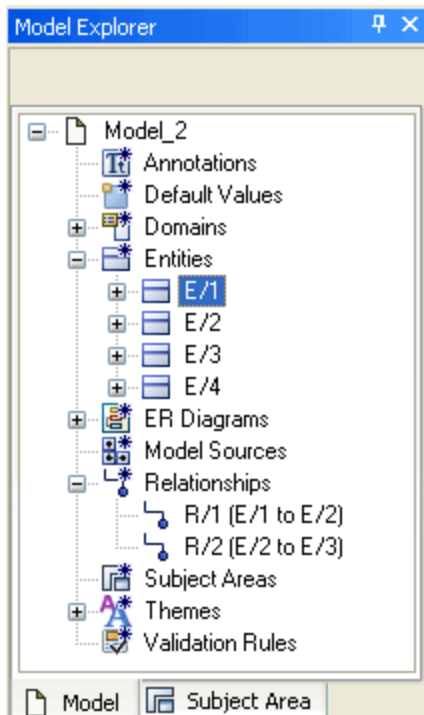 Model Explorer
Model_2
Annotations
Default Values
Domains
Entities
E/1
E/2
E/3
E/4
ER Diagrams
Model Sources
Relationships
R/1 (E/1 to E/2)
R/2 (E/2 to E/3)
Subject Areas
Themes
Validation Rules
Model Subject Area